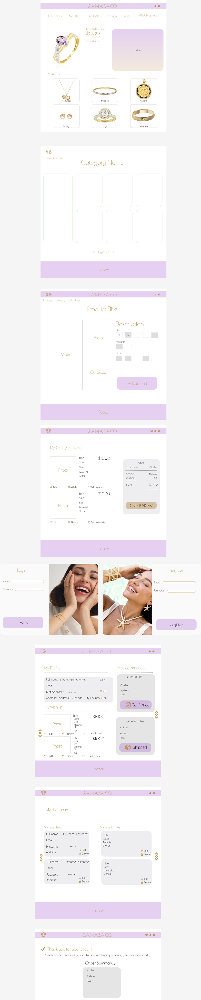 G.A.M.A.Z.A CO.
Necklaces Bracelets Pendants Earrings Rings Wedding rings
Best-Seller Title
$1000
Description
Video
Products
Necklaces Bracelets Pendants
Earrings Rings Wedding
Home / Category
Category Name
Page 1 of 1
Footer
G.A.M.A.Z.A CO.
Homepage / Category / Product Page
Product Title
Description
Size:
11 12
Material:
Stone:
Video
Photo
Carousel
Add to cart
Footer
G.A.M.A.Z.A CO.
My Cart (x article.s)
Photo
Title $1000
Stars
Size
Material
Stone
Edit Delete Add to wishlist
Photo
Title $1000
Stars
Size
Material
Stone
Edit Delete Add to wishlist
Order
Promo Code Ajouter
Subtotal $1000
Shipping $3
Total; $1003
ORDER NOW
Footer
Login
Email;
Password;
Login
Register
Email;
Password;
Register
G.A.M.A.Z.A CO.
My Profile
Full name : Firstname Lastname Edit
Email :
Mot de passe : ******* Edit
Address: Address Zipcode City Country Edit
My wishlist
Photo
Title $1000
Stars
Size
Material
Sto
nes
Edit Delete Add to cart
Photo
Title $1000
Stars
Size
Material
Sto
nes
Edit Delete Add to cart
Mes commandes
Order number
Articles
Address
Total
Confirmed
Order number
Articles
Address
Total
Shipped
Footer
G.A.M.A.Z.A CO.
My dashboard
Manage Users :
Full name: Firstname Lastname
Email :
Password *******
Acdress: Edit
Delete
Full name: Firstname Lastname
Email :
Password *******
Acdress: Edit
Delete
Manage Articles :
Title
Sizes
Materials
Stones
Edit
Delete
Title
Sizes
Materials
Stones
Edit
Delete
Footer
G.A.M.A.Z.A CO.
Thank you for your order !
Our team has received your order and will begin preparing your package shortly.
Order Summary ;
Articles
Address
Total